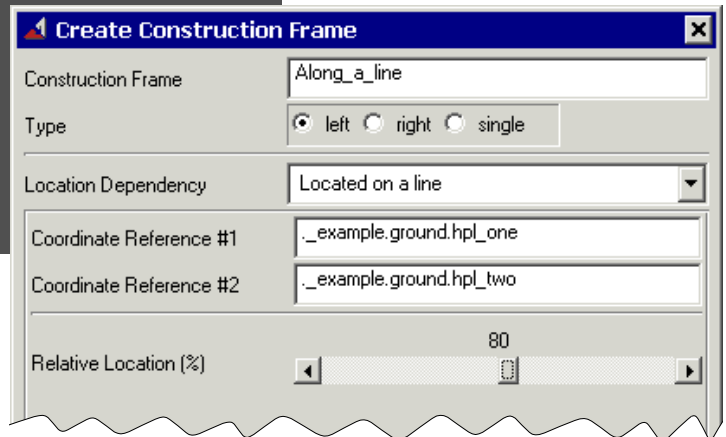 Create Construction Frame
Construction Frame Along_a_line
Type left right single
Location Dependency Located on a line
Coordinate Reference #1 ._example.ground.hpl_one
Coordinate Reference #2 ._example.ground.hpl_two
80
Relative Location (%)